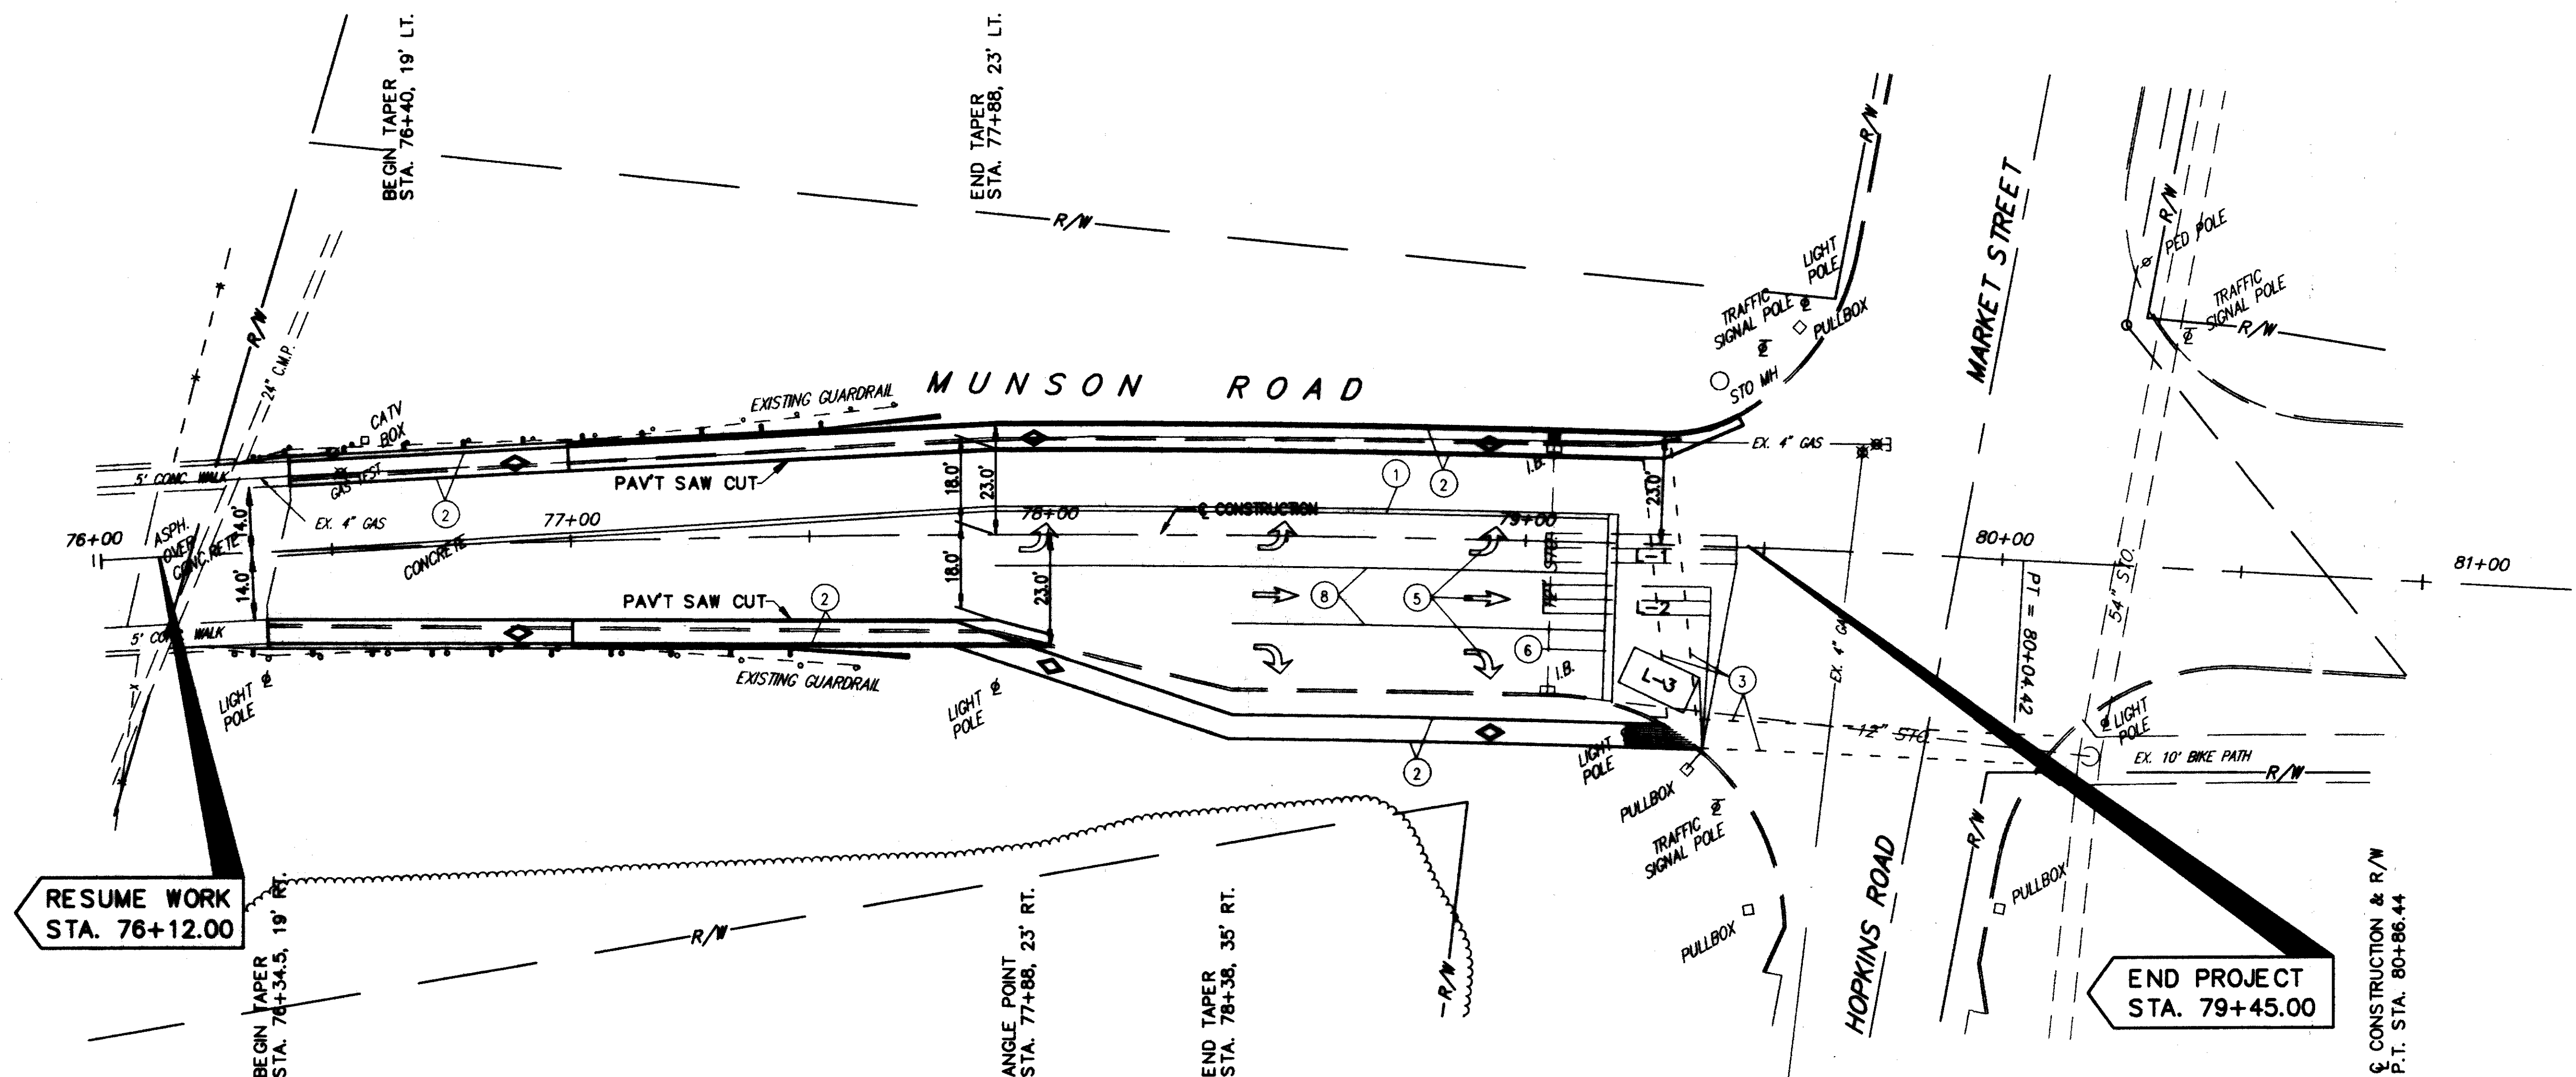 BEGIN TAPER
STA. 76+40, 19' LT.
END TAPER
STA. 77+88, 23' LT.
R/W
R/W
R/W
MARKET STREET
R/W
PED POLE
TRAFFIC
SIGNAL POLE
R/W
LIGHT
POLE
TRAFFIC
SIGNAL POLE
PULLBOX
STO MH
24" C.M.P.
CATV
BOX
EXISTING GUARDRAIL
MUNSON ROAD
5' CONC. WALK
GAS TEST
PAV'T SAW CUT
2
EX. 4" GAS
18.0'
23.0'
1
2
I.B.
23.0'
EX. 4" GAS
76+00
ASPH.
OVER
CONCRETE
14.0'
14.0'
77+00
CONCRETE
78+00
℄ CONSTRUCTION
79+00
80+00
81+00
18.0'
23.0'
PAV'T SAW CUT
2
8
5
6
STO.
L-1
L-2
L-3
I.B.
3
EX. 4" GAS
PT = 80+04.42
54" STO.
5' CONC. WALK
LIGHT
POLE
EXISTING GUARDRAIL
LIGHT
POLE
2
LIGHT
POLE
12" STO.
LIGHT
POLE
EX. 10' BIKE PATH
R/W
PULLBOX
TRAFFIC
SIGNAL POLE
PULLBOX
R/W
PULLBOX
HOPKINS ROAD
RESUME WORK
STA. 76+12.00
BEGIN TAPER
STA. 76+34.5, 19' RT.
R/W
ANGLE POINT
STA. 77+88, 23' RT.
END TAPER
STA. 78+38, 35' RT.
R/W
END PROJECT
STA. 79+45.00
℄ CONSTRUCTION & R/W
P.T. STA. 80+86.44